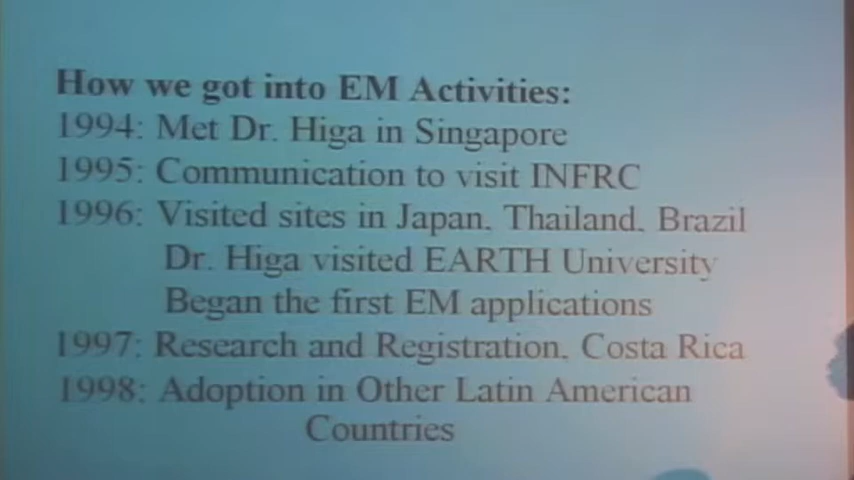 How we got into EM Activities:
1994: Met Dr. Higa in Singapore
1995: Communication to visit INFRC
1996: Visited sites in Japan, Thailand, Brazil
Dr. Higa visited EARTH University
Began the first EM applications
1997: Research and Registration, Costa Rica
1998: Adoption in Other Latin American
Countries